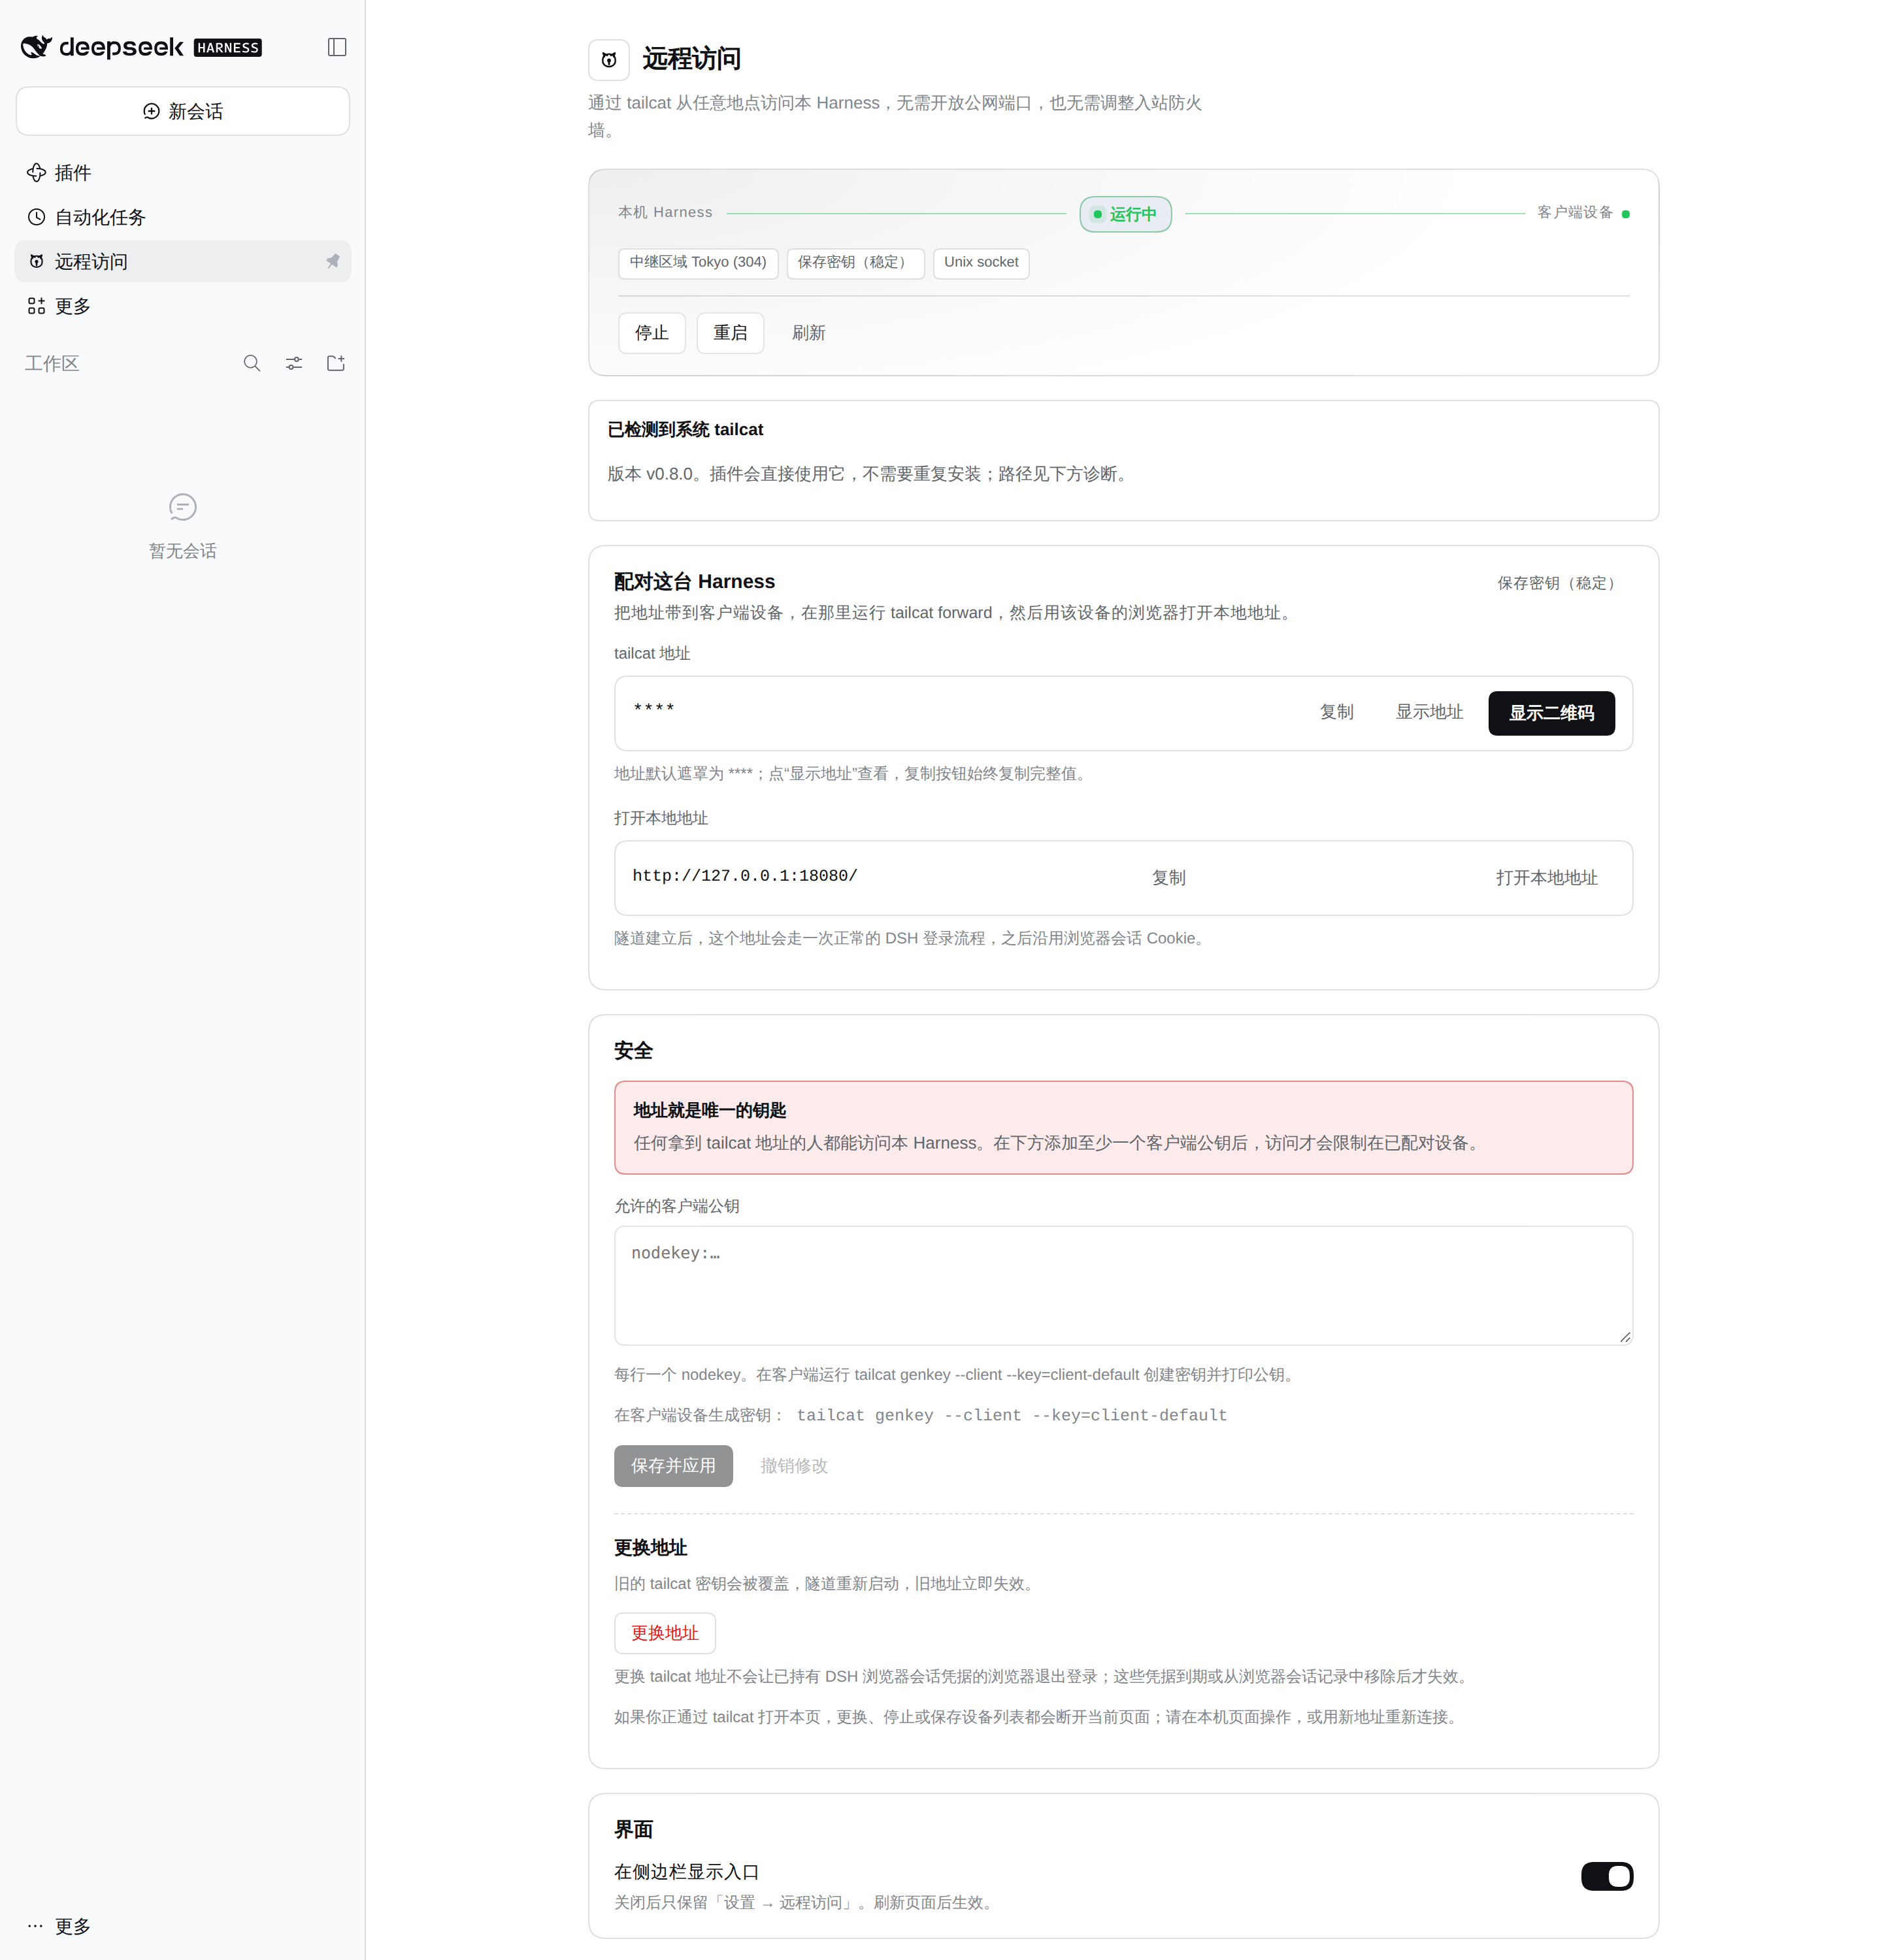 deepseek HARNESS
新会话
插件
自动化任务
远程访问
更多
工作区
暂无会话
更多
远程访问
通过 tailcat 从任意地点访问本 Harness，无需开放公网端口，也无需调整入站防火
墙。
本机 Harness 运行中 客户端设备
中继区域 Tokyo (304) 保存密钥（稳定） Unix socket
停止 重启 刷新
已检测到系统 tailcat
版本 v0.8.0。插件会直接使用它，不需要重复安装；路径见下方诊断。
配对这台 Harness 保存密钥（稳定）
把地址带到客户端设备，在那里运行 tailcat forward，然后用该设备的浏览器打开本地地址。
tailcat 地址
**** 复制 显示地址 显示二维码
地址默认遮罩为 ****；点“显示地址”查看，复制按钮始终复制完整值。
打开本地地址
http://127.0.0.1:18080/ 复制 打开本地地址
隧道建立后，这个地址会走一次正常的 DSH 登录流程，之后沿用浏览器会话 Cookie。
安全
地址就是唯一的钥匙
任何拿到 tailcat 地址的人都能访问本 Harness。在下方添加至少一个客户端公钥后，访问才会限制在已配对设备。
允许的客户端公钥
nodekey:…
每行一个 nodekey。在客户端运行 tailcat genkey --client --key=client-default 创建密钥并打印公钥。
在客户端设备生成密钥： tailcat genkey --client --key=client-default
保存并应用 撤销修改
更换地址
旧的 tailcat 密钥会被覆盖，隧道重新启动，旧地址立即失效。
更换地址
更换 tailcat 地址不会让已持有 DSH 浏览器会话凭据的浏览器退出登录；这些凭据到期或从浏览器会话记录中移除后才失效。
如果你正通过 tailcat 打开本页，更换、停止或保存设备列表都会断开当前页面；请在本机页面操作，或用新地址重新连接。
界面
在侧边栏显示入口
关闭后只保留「设置 → 远程访问」。刷新页面后生效。